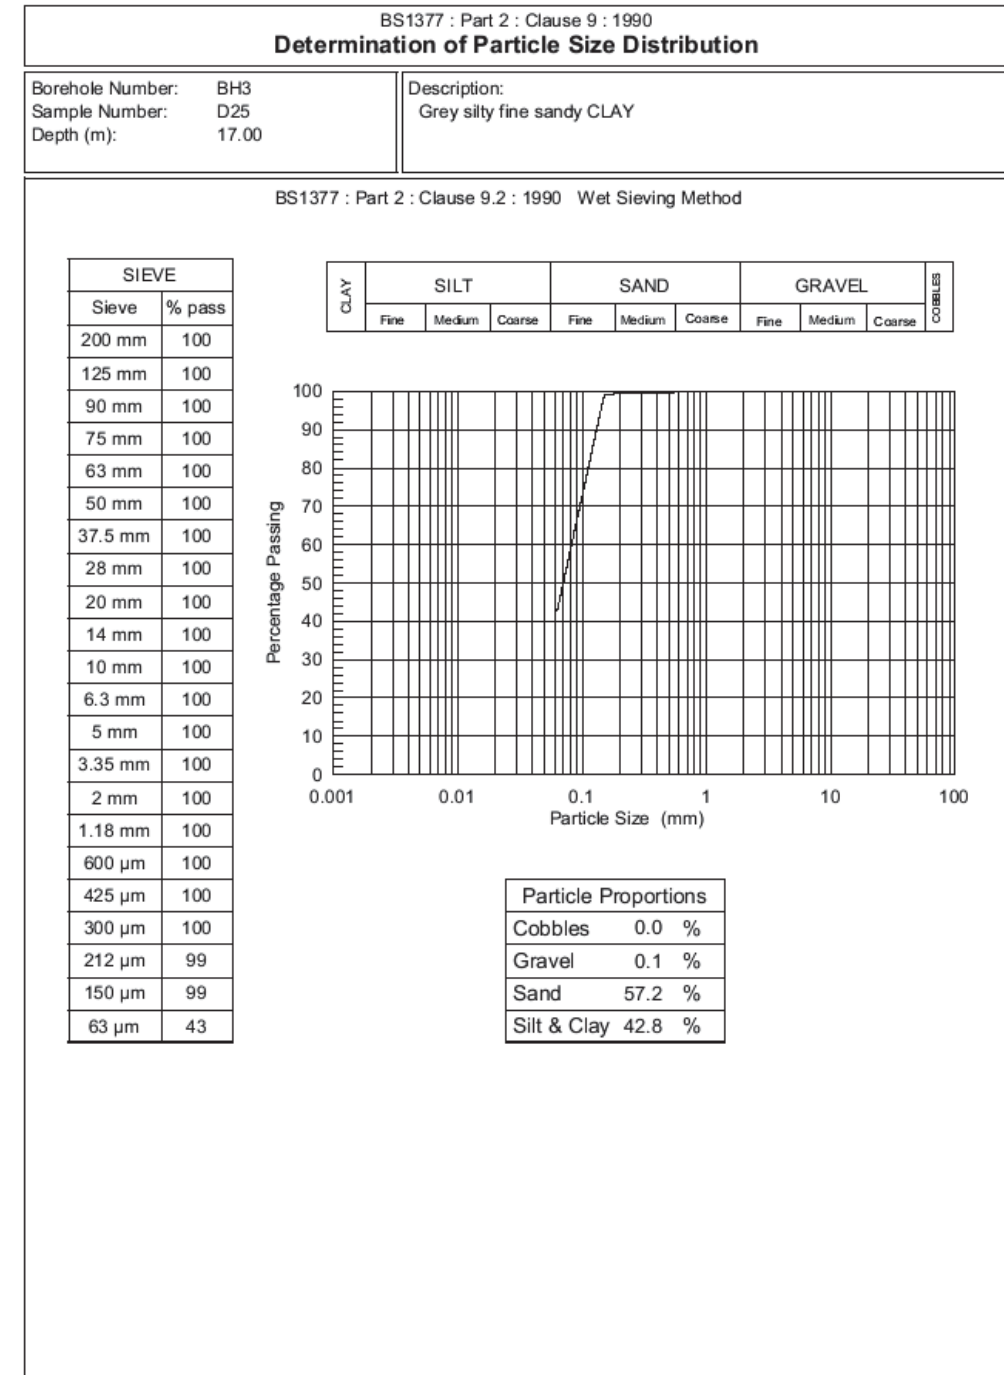 BS1377 : Part 2 : Clause 9 : 1990
Determination of Particle Size Distribution
Borehole Number: BH3
Sample Number: D25
Depth (m): 17.00
Description:
Grey silty fine sandy CLAY
BS1377 : Part 2 : Clause 9.2 : 1990 Wet Sieving Method
SIEVE
Sieve % pass
200 mm 100
125 mm 100
90 mm 100
75 mm 100
63 mm 100
50 mm 100
37.5 mm 100
28 mm 100
20 mm 100
14 mm 100
10 mm 100
6.3 mm 100
5 mm 100
3.35 mm 100
2 mm 100
1.18 mm 100
600 µm 100
425 µm 100
300 µm 100
212 µm 99
150 µm 99
63 µm 43
CLAY SILT SAND GRAVEL COBBLES
Fine Medium Coarse Fine Medium Coarse Fine Medium Coarse
Percentage Passing
100
90
80
70
60
50
40
30
20
10
0
0.001 0.01 0.1 1 10 100
Particle Size (mm)
Particle Proportions
Cobbles 0.0 %
Gravel 0.1 %
Sand 57.2 %
Silt & Clay 42.8 %